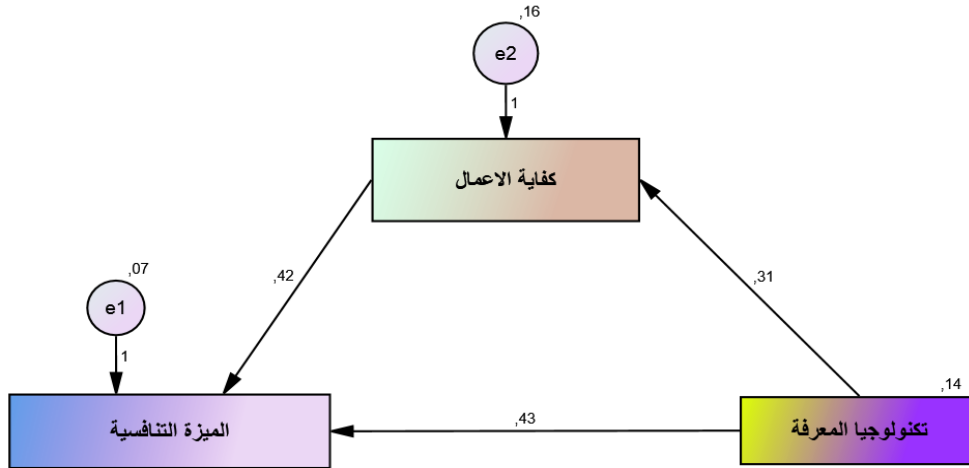 ,16
e2
1
كفاية الاعمال
,07
e1
,42
,31
1
,14
الميزة التنافسية
,43
تكنولوجيا المعرفة